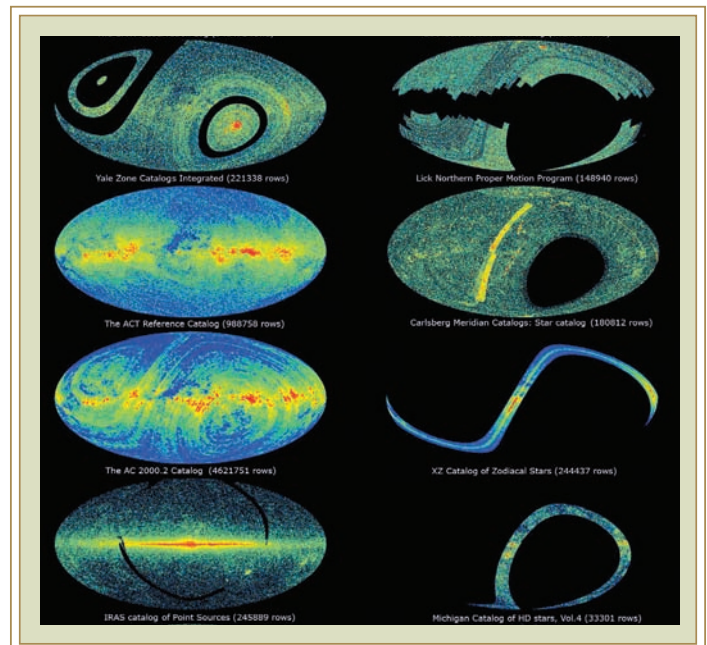 Yale Zone Catalogs Integrated (221338 rows)
Lick Northern Proper Motion Program (148940 rows)
The ACT Reference Catalog (988758 rows)
Carlsberg Meridian Catalogs: Star catalog (180812 rows)
The AC 2000.2 Catalog (4621751 rows)
XZ Catalog of Zodiacal Stars (244437 rows)
IRAS catalog of Point Sources (245889 rows)
Michigan Catalog of HD stars, Vol.4 (33301 rows)